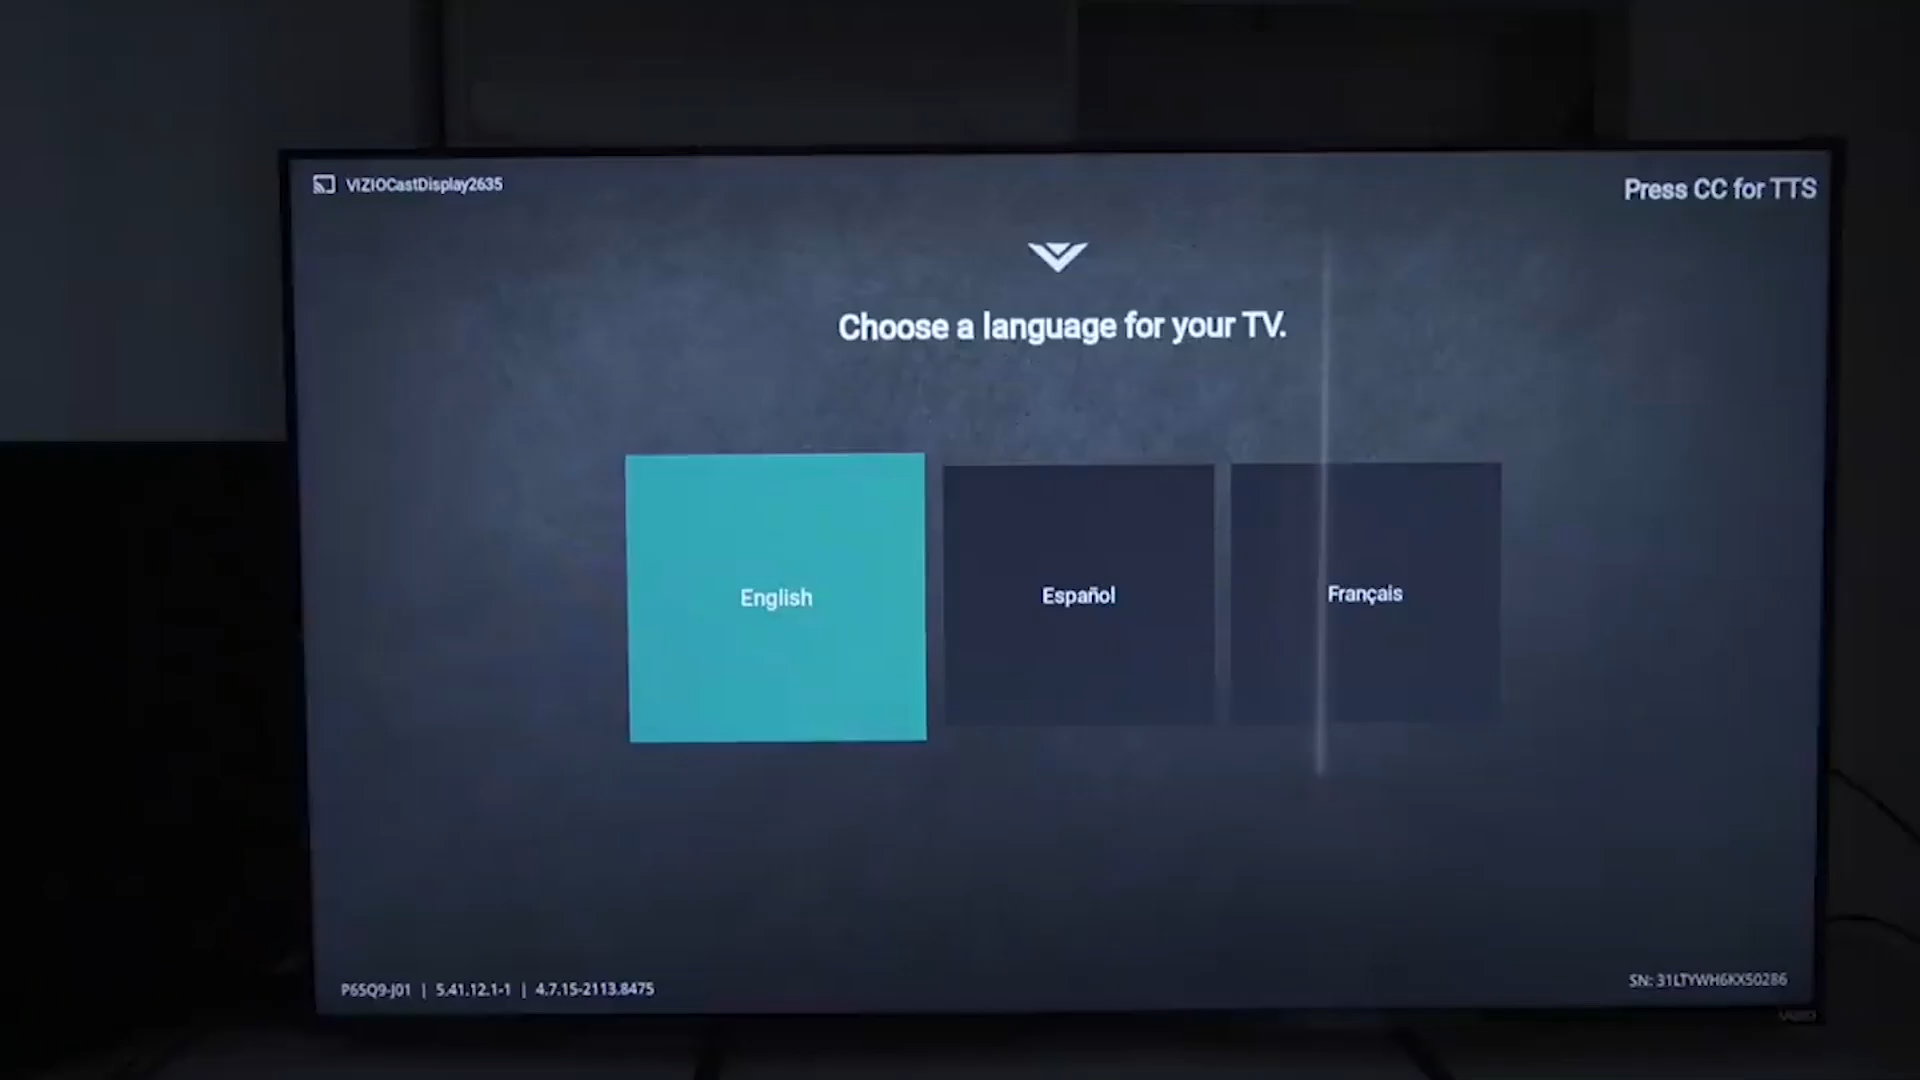 VIZIOCastDisplay2635
Press CC for TTS
Choose a language for your TV.
English
Español
Français
P65Q9-J01 | 5.41.12.1-1 | 4.7.15-2113.8475
SN: 31LTYWH6KX50286
VIZIO